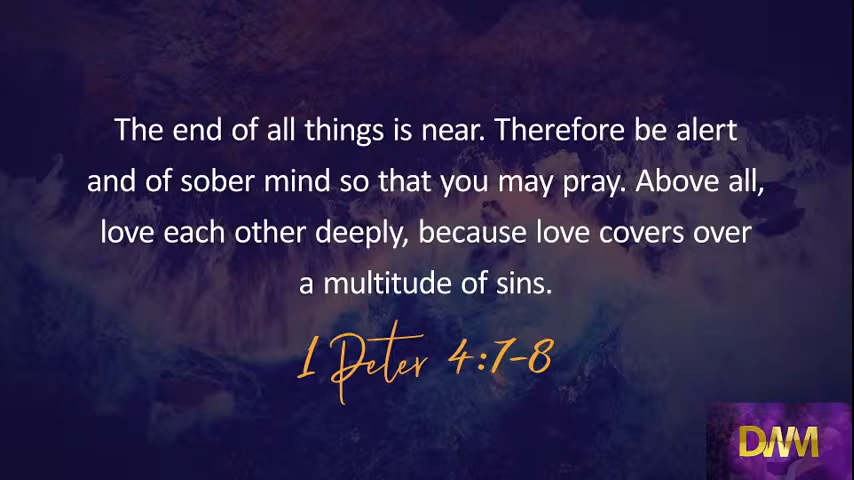 The end of all things is near. Therefore be alert
and of sober mind so that you may pray. Above all,
love each other deeply, because love covers over
a multitude of sins.
1 Peter 4:7-8
DWM